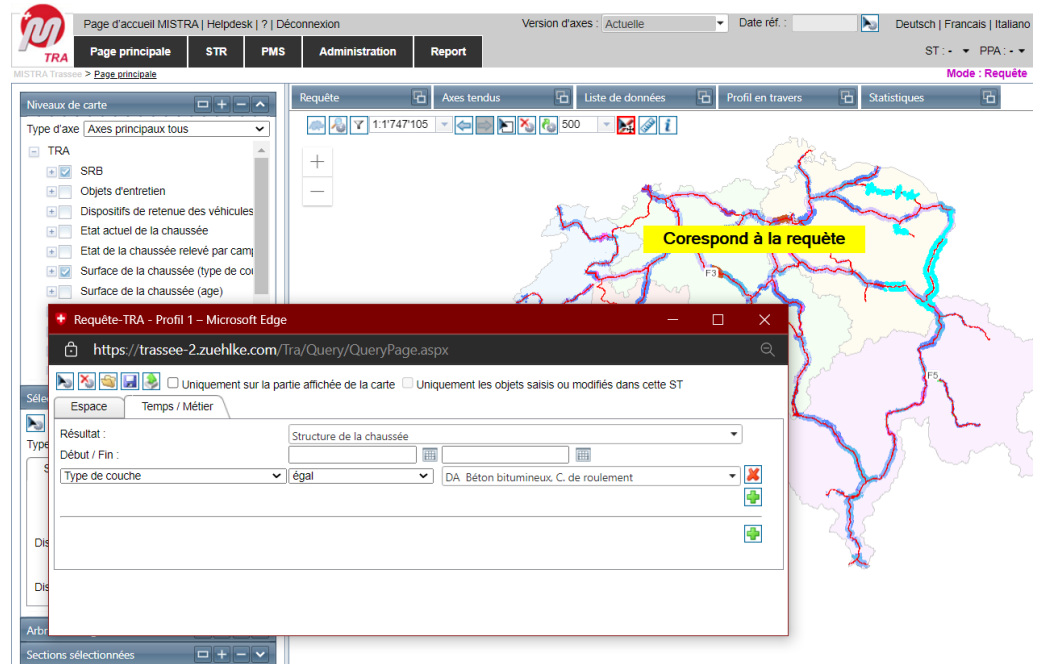 Page d'accueil MISTRA | Helpdesk | ? | Déconnexion Version d'axes : Actuelle Date réf. : Deutsch | Francais | Italiano
TRA Page principale STR PMS Administration Report ST : - PPA : -
MISTRA Trassee > Page principale Mode : Requête
Niveaux de carte Requête Axes tendus Liste de données Profil en travers Statistiques
Type d'axe Axes principaux tous 1:1'747'105 500
TRA
SRB
Objets d'entretien
Dispositifs de retenue des véhicules
Etat actuel de la chaussée
Corespond à la requète
Etat de la chaussée relevé par camp
Surface de la chaussée (type de cou
F3
Surface de la chaussée (age)
Requête-TRA - Profil 1 – Microsoft Edge
https://trassee-2.zuehlke.com/Tra/Query/QueryPage.aspx
F5
Uniquement sur la partie affichée de la carte Uniquement les objets saisis ou modifiés dans cette ST
Séle
Espace Temps / Métier
Type
Résultat : Structure de la chaussée
Début / Fin :
S
Type de couche égal DA Béton bitumineux, C. de roulement
Dis
Dis
Arbr
Sections sélectionnées